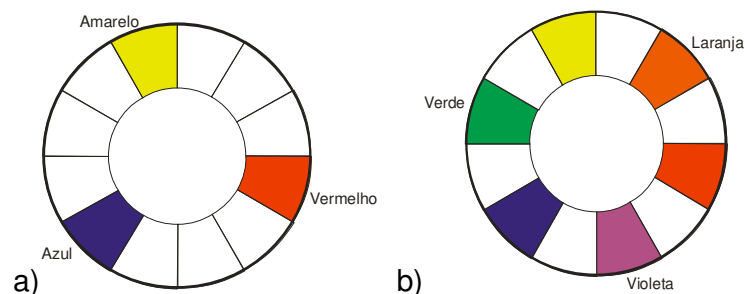 Amarelo
Vermelho
Azul
a)
Laranja
Verde
Violeta
b)